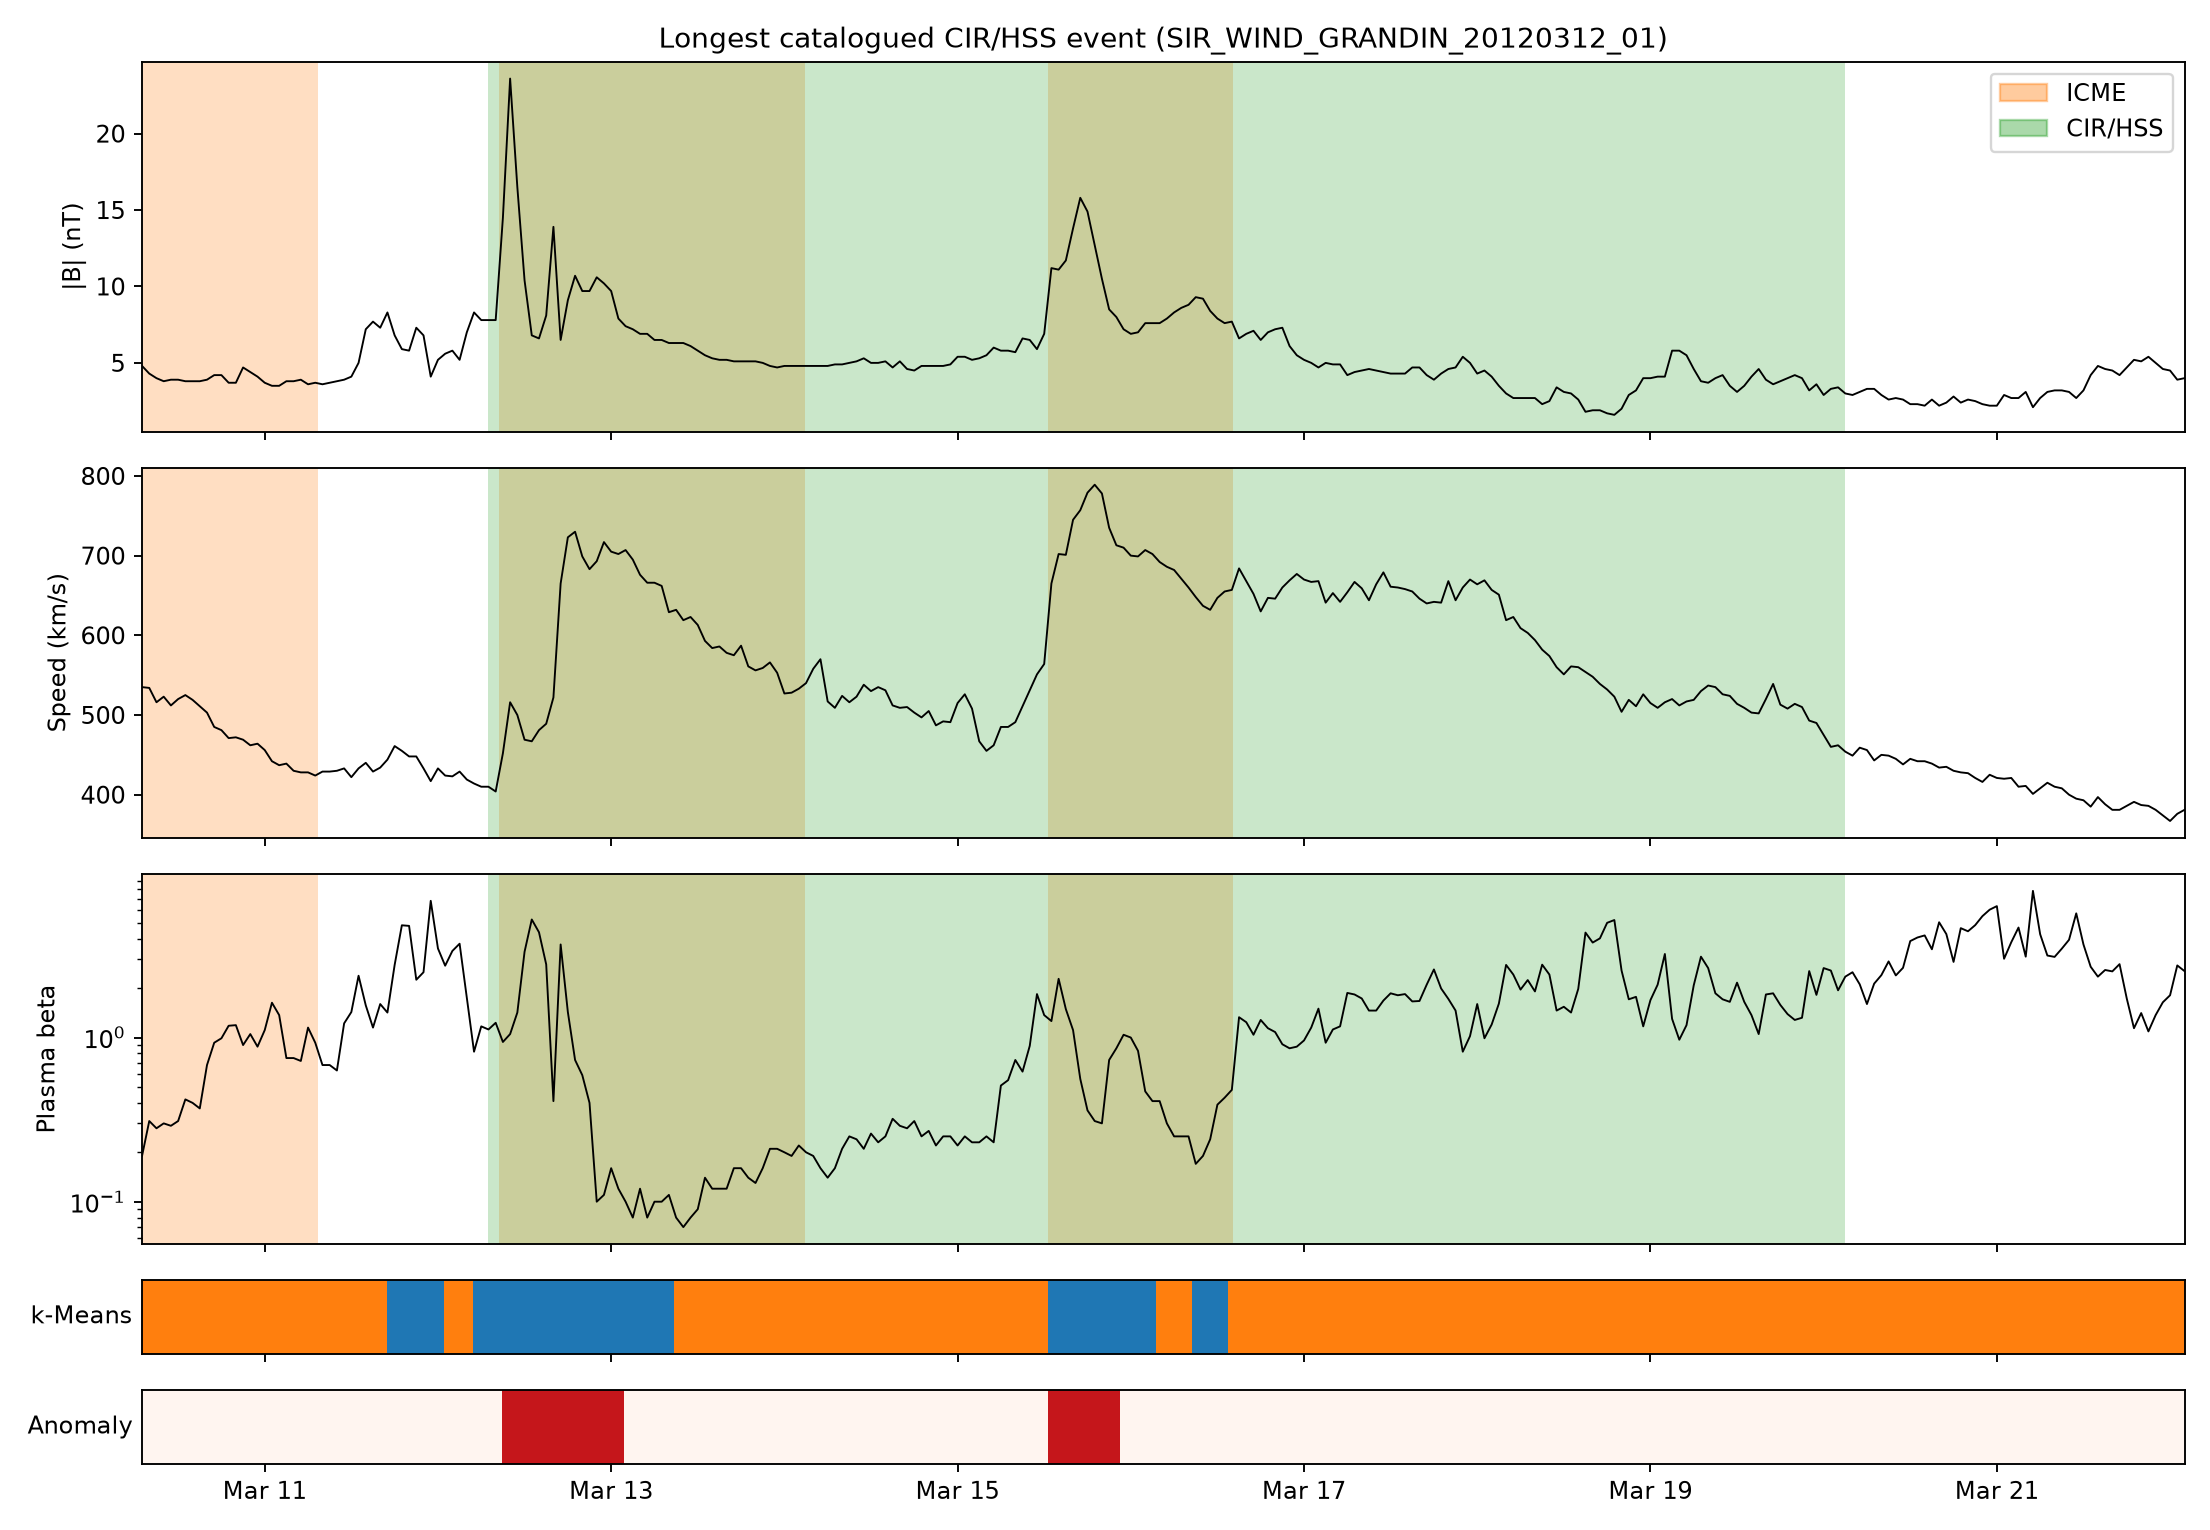 Longest catalogued CIR/HSS event (SIR_WIND_GRANDIN_20120312_01)
|B| (nT)
20
15
10
5
ICME
CIR/HSS
Speed (km/s)
800
700
600
500
400
Plasma beta
10⁰
10⁻¹
k-Means
Anomaly
Mar 11 Mar 13 Mar 15 Mar 17 Mar 19 Mar 21